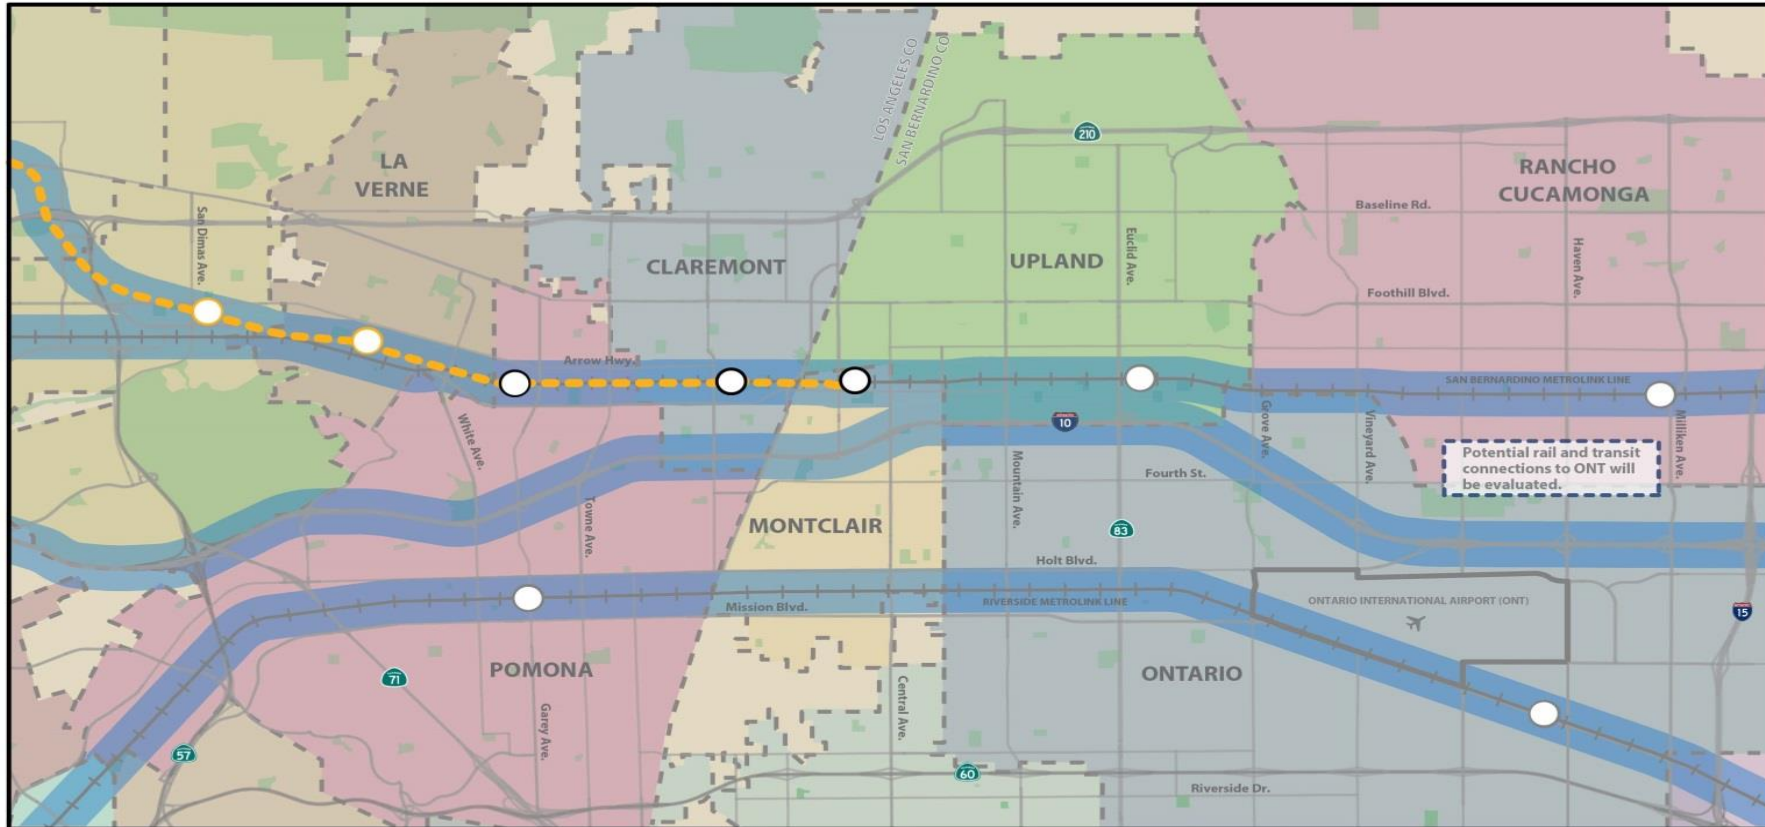 LOS ANGELES CO
SAN BERNARDINO CO
210
LA
VERNE
RANCHO
CUCAMONGA
Baseline Rd.
San Dimas Ave.
CLAREMONT
UPLAND
Euclid Ave.
Haven Ave.
Foothill Blvd.
Arrow Hwy.
SAN BERNARDINO METROLINK LINE
White Ave.
10
Grove Ave.
Vineyard Ave.
Milliken Ave.
Potential rail and transit
connections to ONT will
be evaluated.
Mountain Ave.
Fourth St.
Towne Ave.
MONTCLAIR
83
Holt Blvd.
Mission Blvd.
RIVERSIDE METROLINK LINE
ONTARIO INTERNATIONAL AIRPORT (ONT)
15
POMONA
71
ONTARIO
Central Ave.
Garey Ave.
57
60
Riverside Dr.